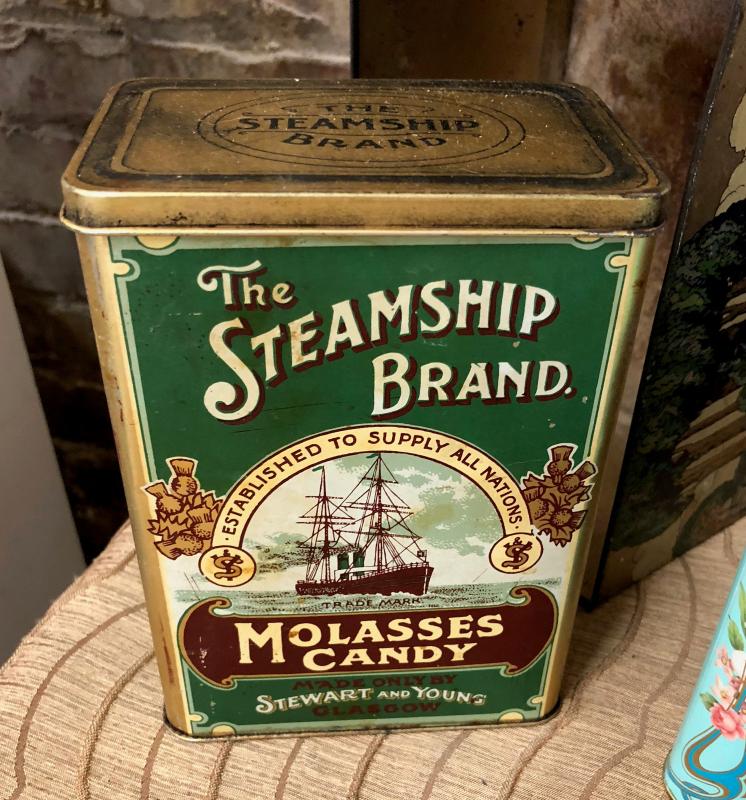 THE
STEAMSHIP
BRAND
The
STEAMSHIP
BRAND.
·ESTABLISHED TO SUPPLY ALL NATIONS·
TRADE MARK
MOLASSES
CANDY
MADE ONLY BY
STEWART AND YOUNG
GLASGOW